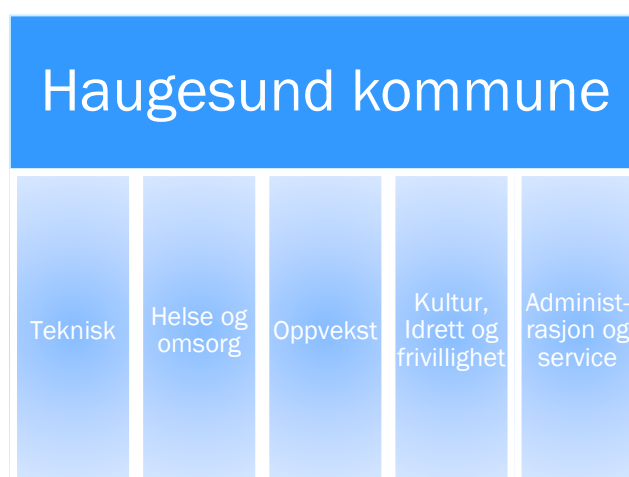 Haugesund kommune
Teknisk
Helse og
omsorg
Oppvekst
Kultur,
Idrett og
frivillighet
Administ-
rasjon og
service